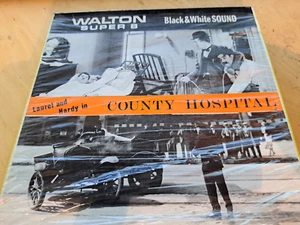 WALTON
SUPER 8
Black & White SOUND
Laurel and
Hardy in
COUNTY HOSPITAL